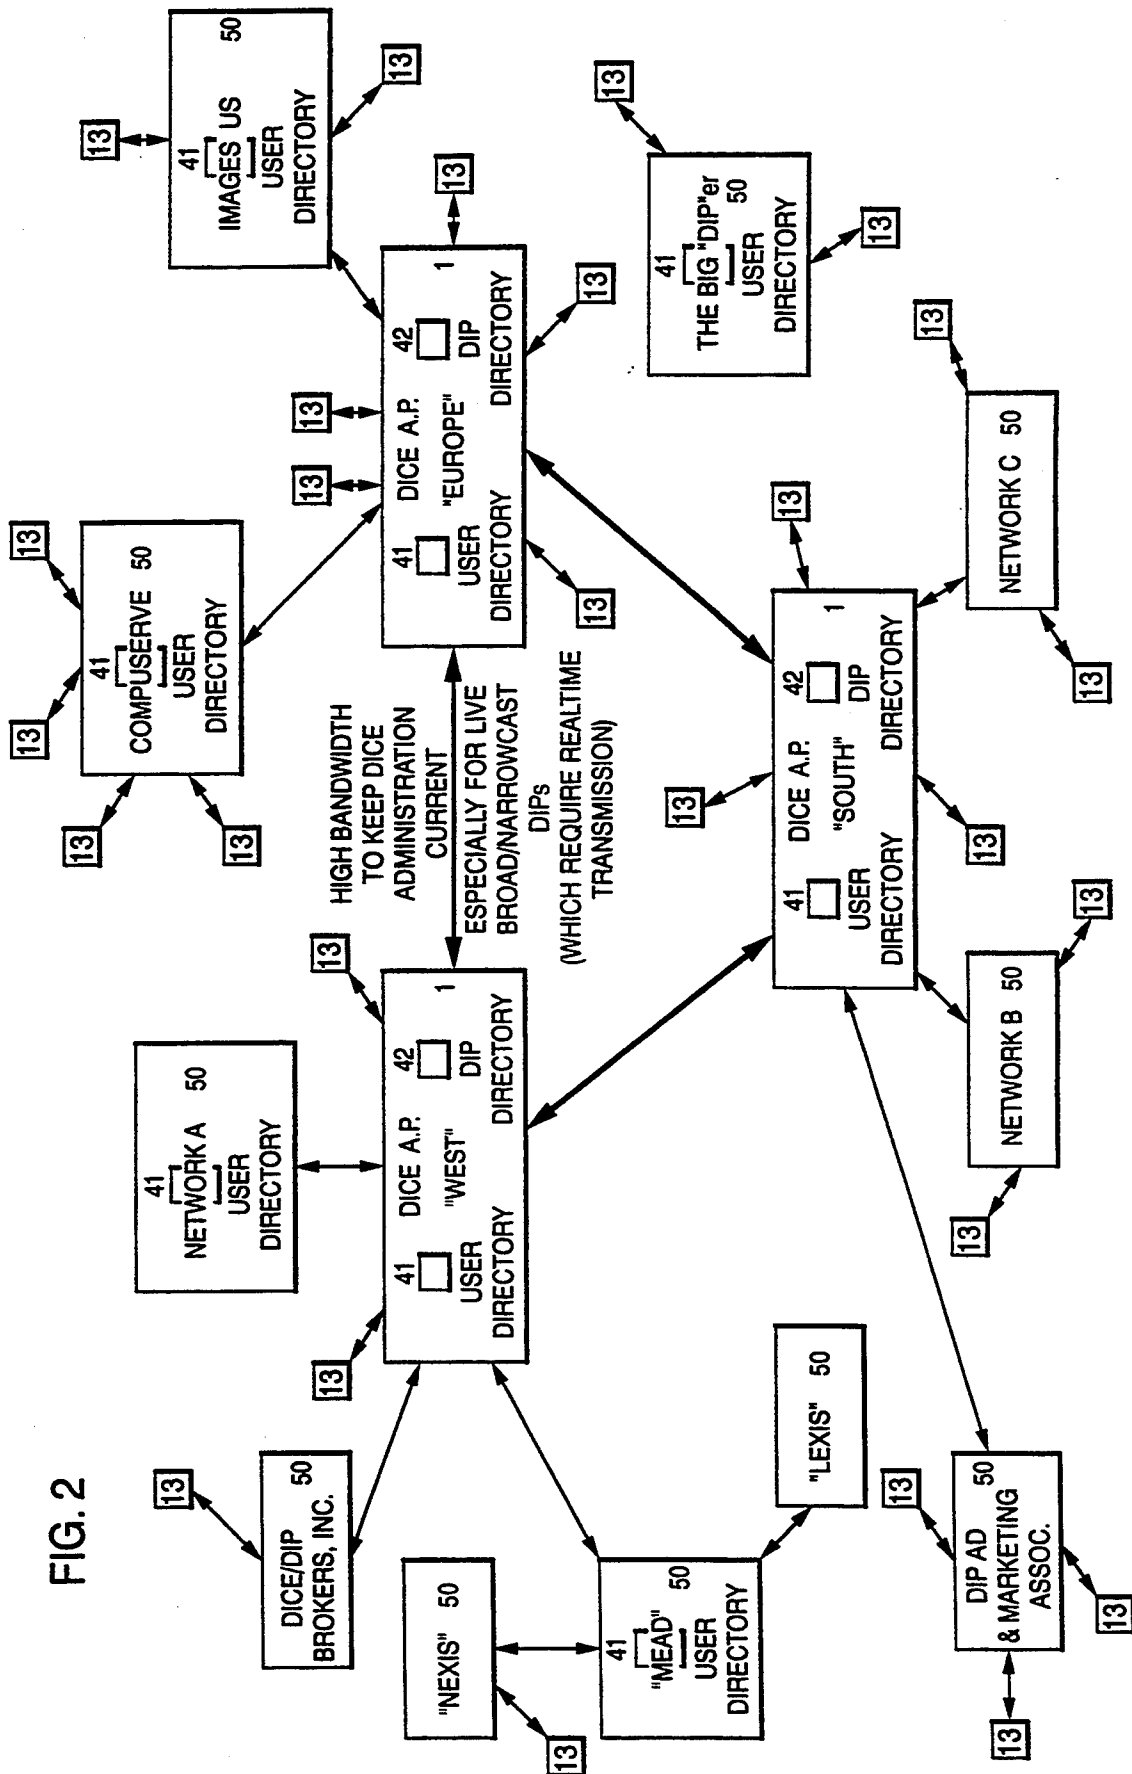 FIG. 2
13
DICE/DIP 50
BROKERS, INC.
41
NETWORK A 50
USER
DIRECTORY
13
13
41
DICE A.P.
42
1
"WEST"
USER
DIRECTORY
DIP
DIRECTORY
"NEXIS" 50
13
41
"MEAD" 50
USER
DIRECTORY
"LEXIS" 50
13
13
13
13
41
COMPUSERVE 50
USER
DIRECTORY
HIGH BANDWIDTH
TO KEEP DICE
ADMINISTRATION
CURRENT
ESPECIALLY FOR LIVE
BROAD/NARROWCAST
DIPs
(WHICH REQUIRE REALTIME
TRANSMISSION)
13
13
41
DICE A.P.
42
1
"EUROPE"
USER
DIRECTORY
DIP
DIRECTORY
13
13
13
13
41
IMAGES US 50
USER
DIRECTORY
13
13
41
THE BIG "DIP"er
50
USER
DIRECTORY
13
13
13
41
DICE A.P.
42
1
"SOUTH"
USER
DIRECTORY
DIP
DIRECTORY
13
13
DIP AD 50
& MARKETING
ASSOC.
13
13
13
NETWORK B 50
13
13
NETWORK C 50
13
13